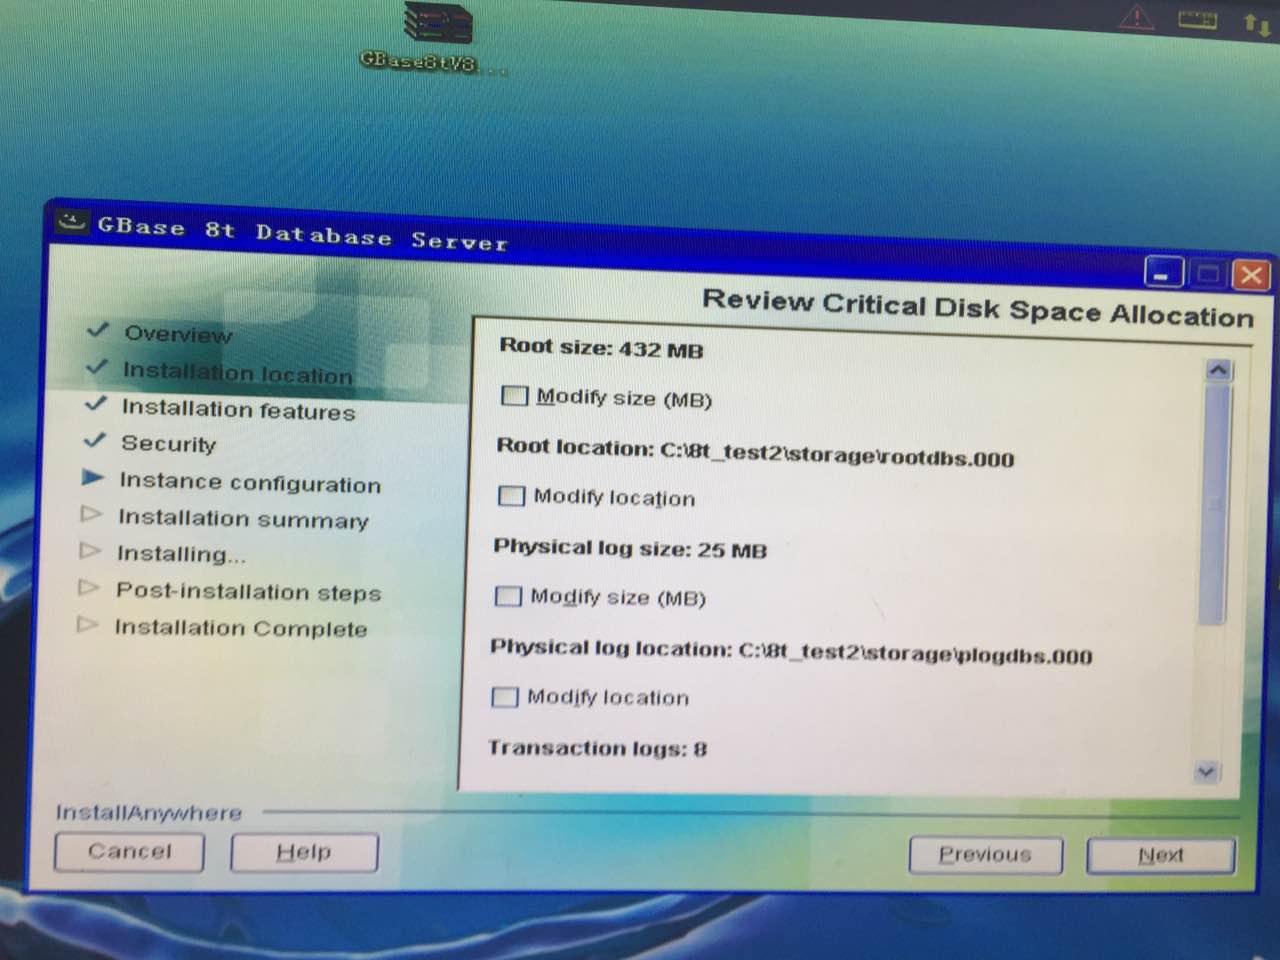 GBase8tV8...
GBase 8t Database Server
Review Critical Disk Space Allocation
Overview
Installation location
Installation features
Security
Instance configuration
Installation summary
Installing...
Post-installation steps
Installation Complete
Root size: 432 MB
Modify size (MB)
Root location: C:\8t_test2\storage\rootdbs.000
Modify location
Physical log size: 25 MB
Modify size (MB)
Physical log location: C:\8t_test2\storage\plogdbs.000
Modify location
Transaction logs: 8
InstallAnywhere
Cancel
Help
Previous
Next